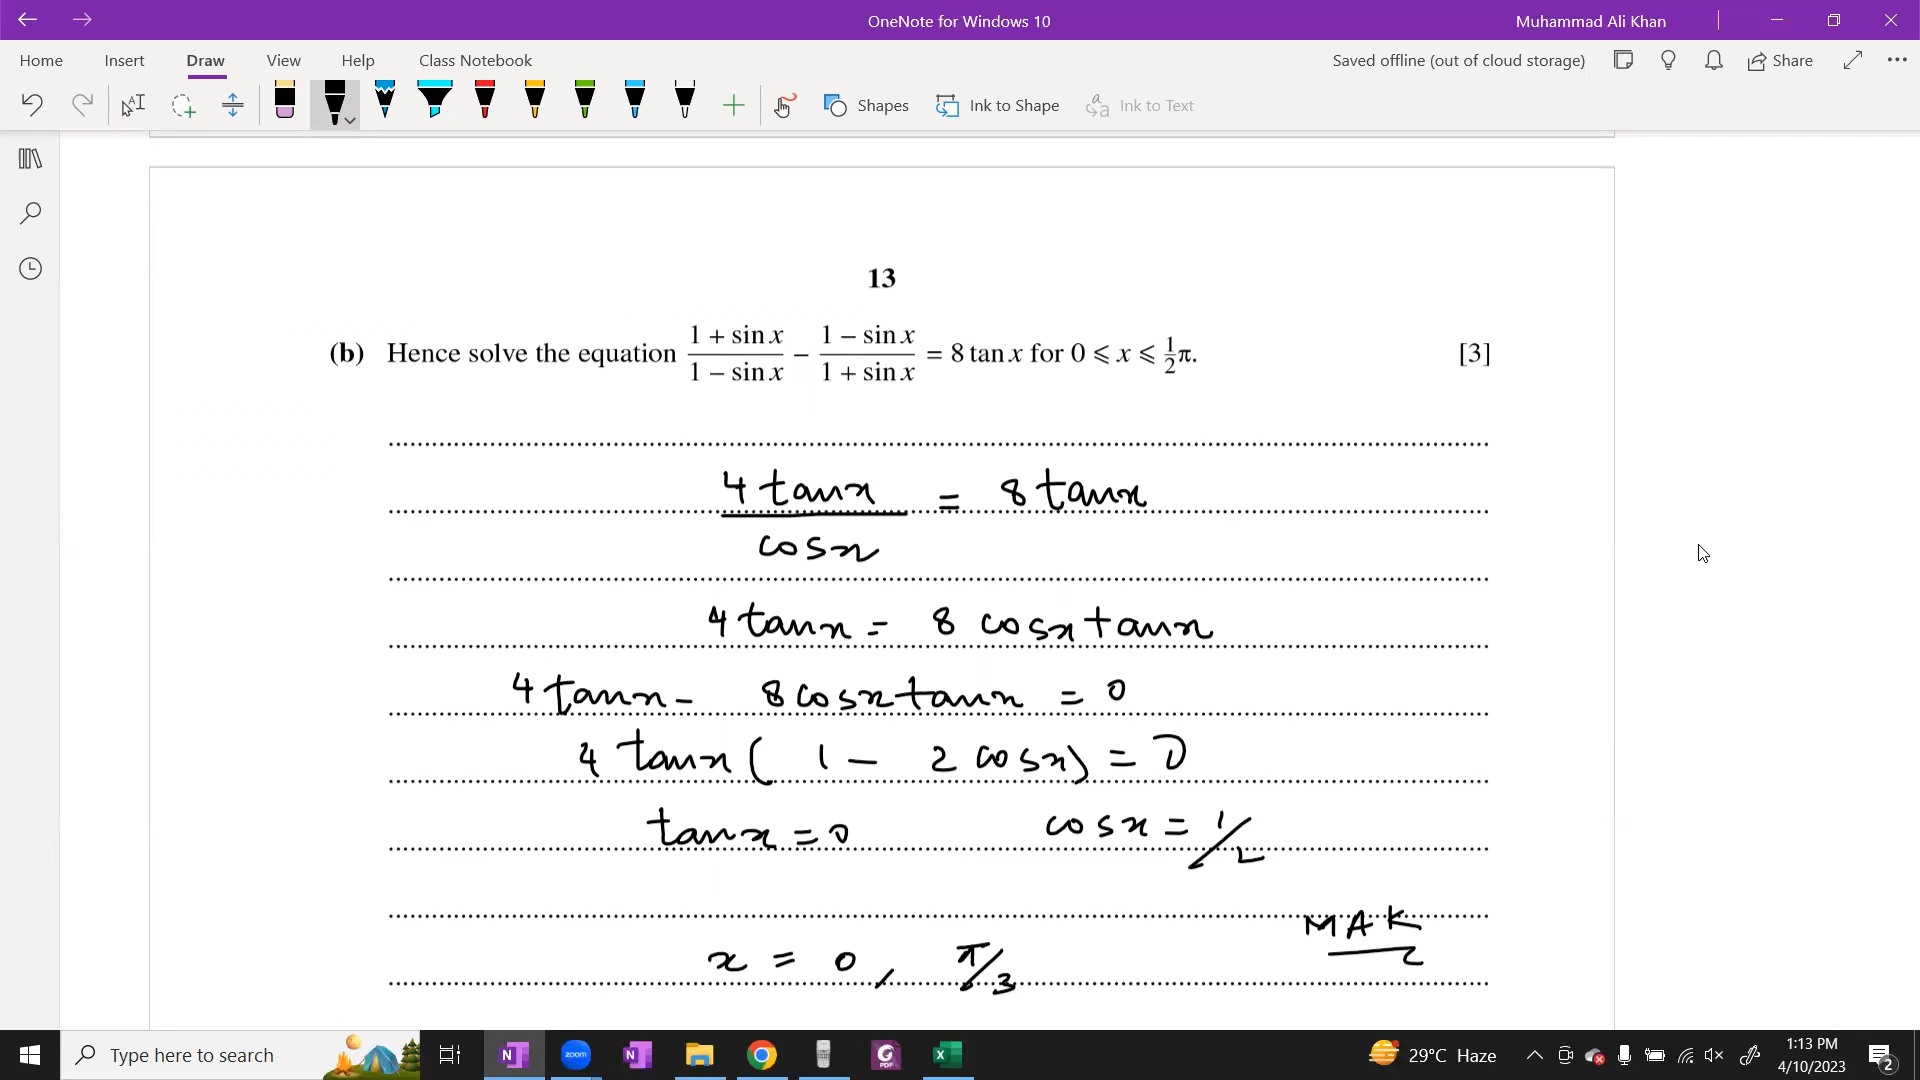 OneNote for Windows 10
Muhammad Ali Khan
Home Insert Draw View Help Class Notebook
Saved offline (out of cloud storage)
Share
Shapes
Ink to Shape
Ink to Text
13
(b) Hence solve the equation (1 + sin x)/(1 − sin x) − (1 − sin x)/(1 + sin x) = 8 tan x for 0 ⩽ x ⩽ ½π. [3]
4 tanx / cosx = 8 tanx
4 tanx = 8 cosx tanx
4 tanx - 8 cosx tanx = 0
4 tanx ( 1 - 2 cosx) = 0
tanx = 0 cosx = 1/2
MAK
x = 0, π/3
Type here to search
zoom
PDF
29°C Haze
1:13 PM
4/10/2023
2